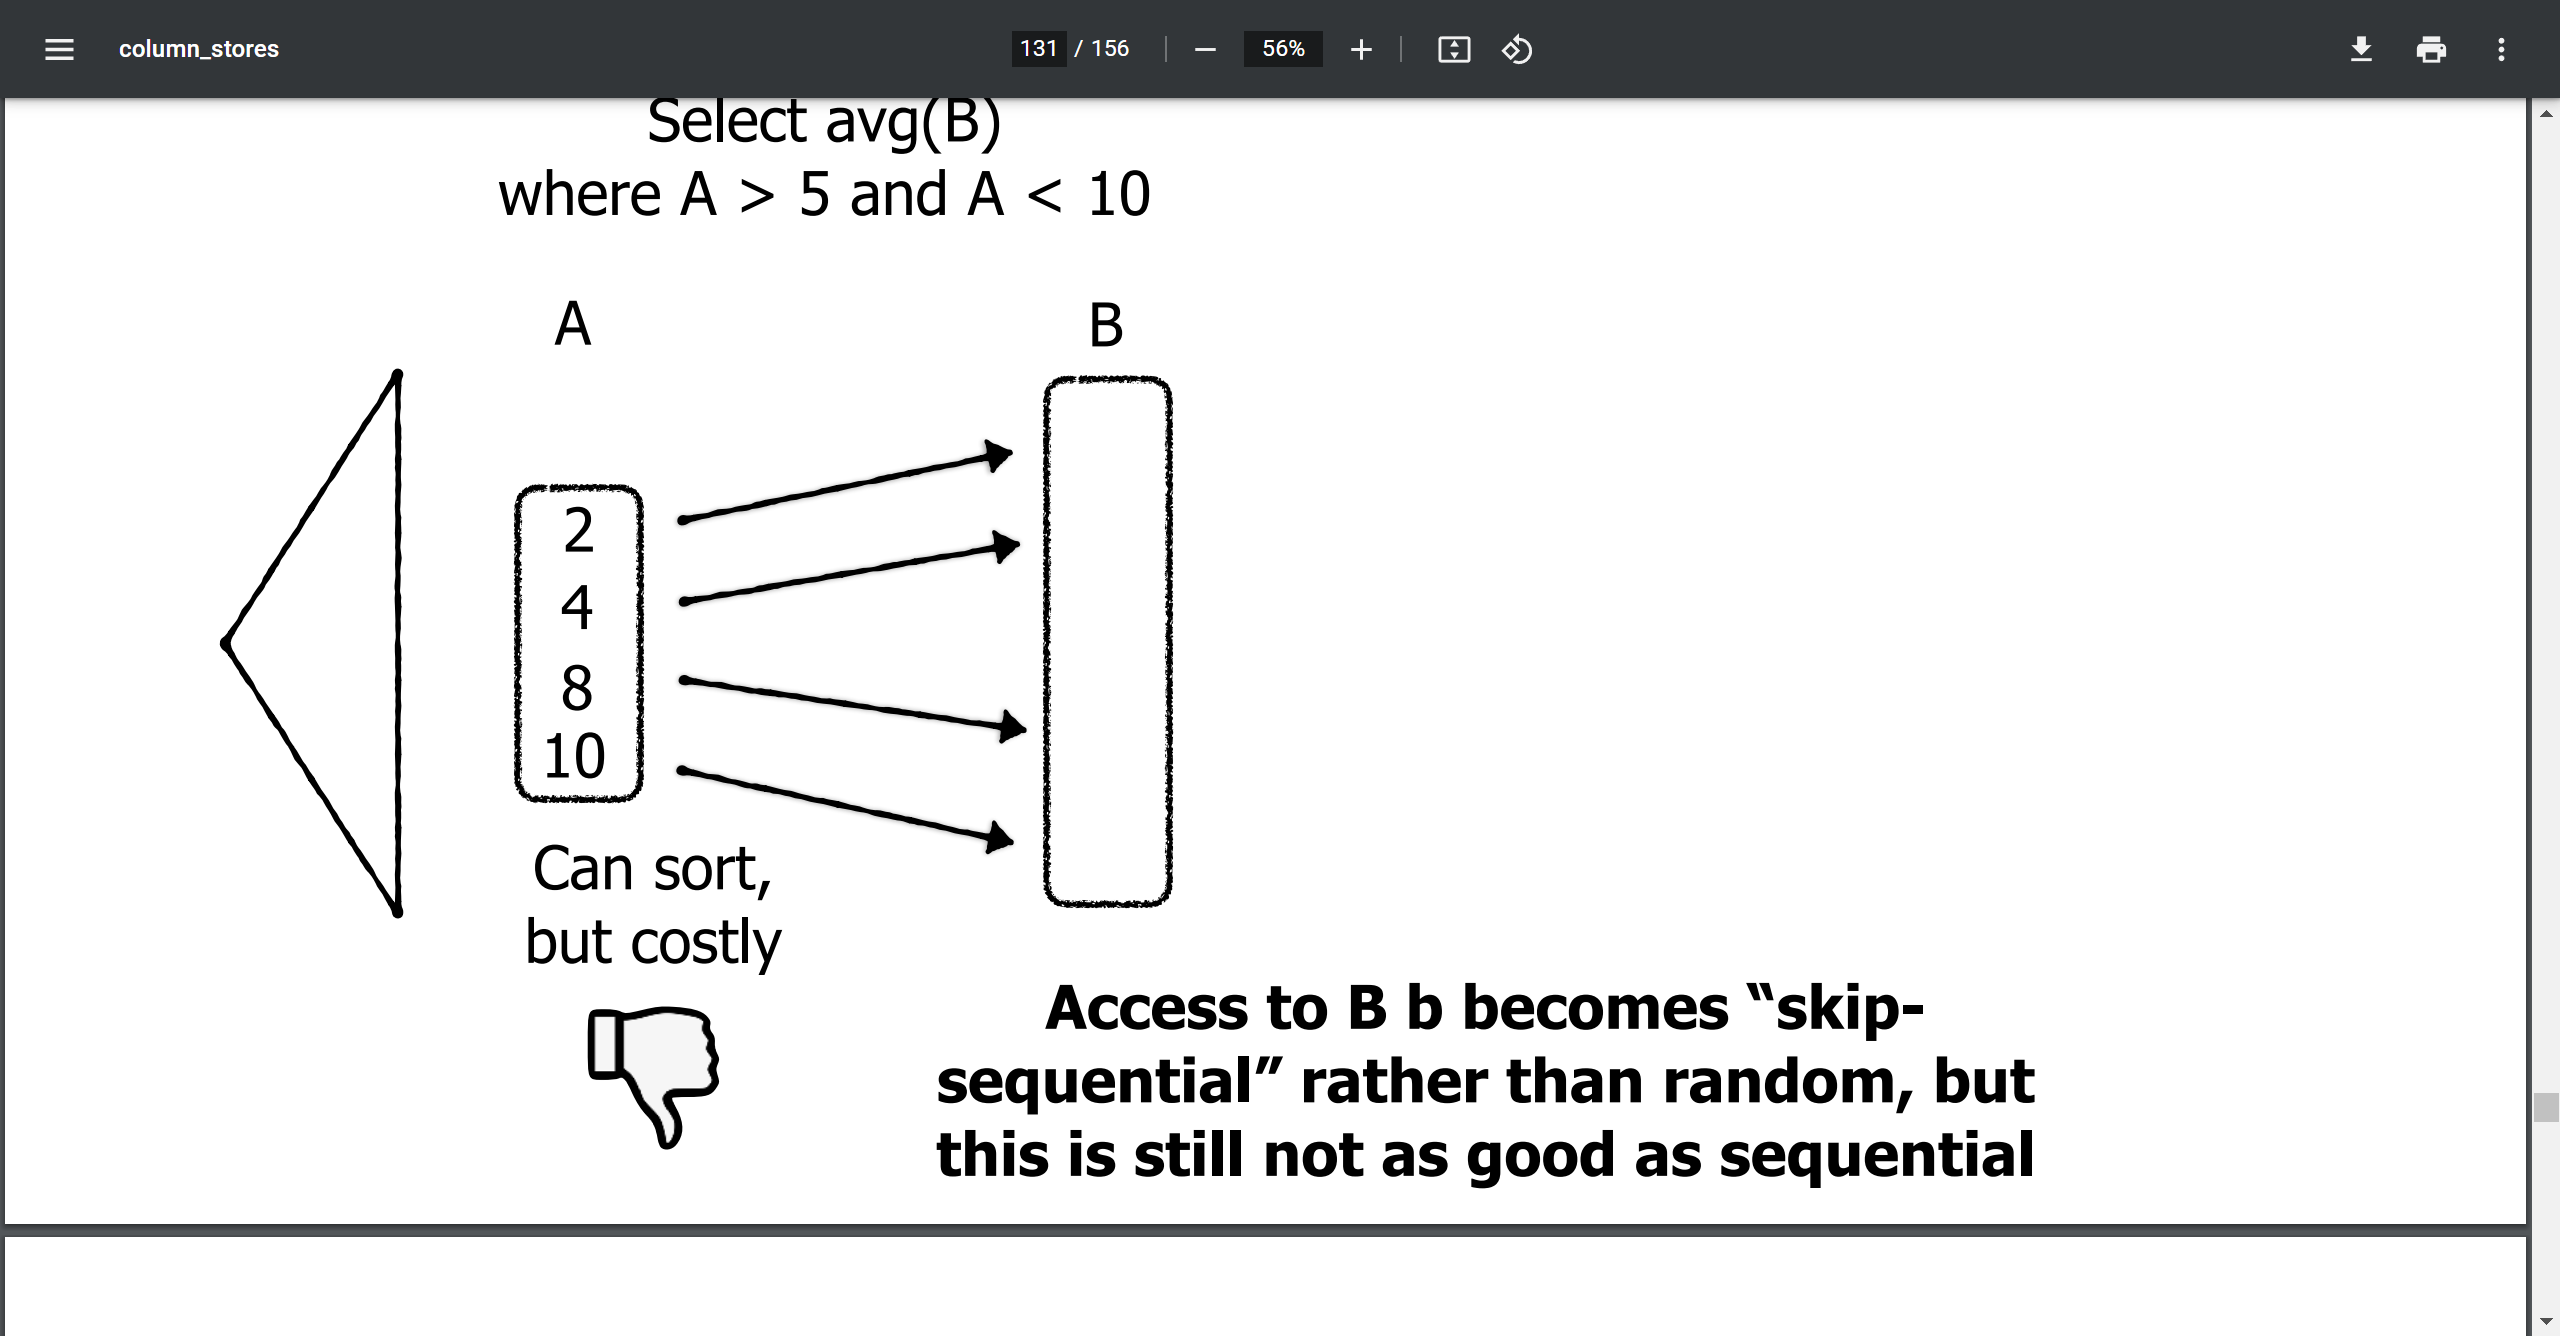 column_stores
131 / 156
56%
Select avg(B)
where A > 5 and A < 10
A
B
2
4
8
10
Can sort,
but costly
Access to B b becomes “skip-
sequential” rather than random, but
this is still not as good as sequential